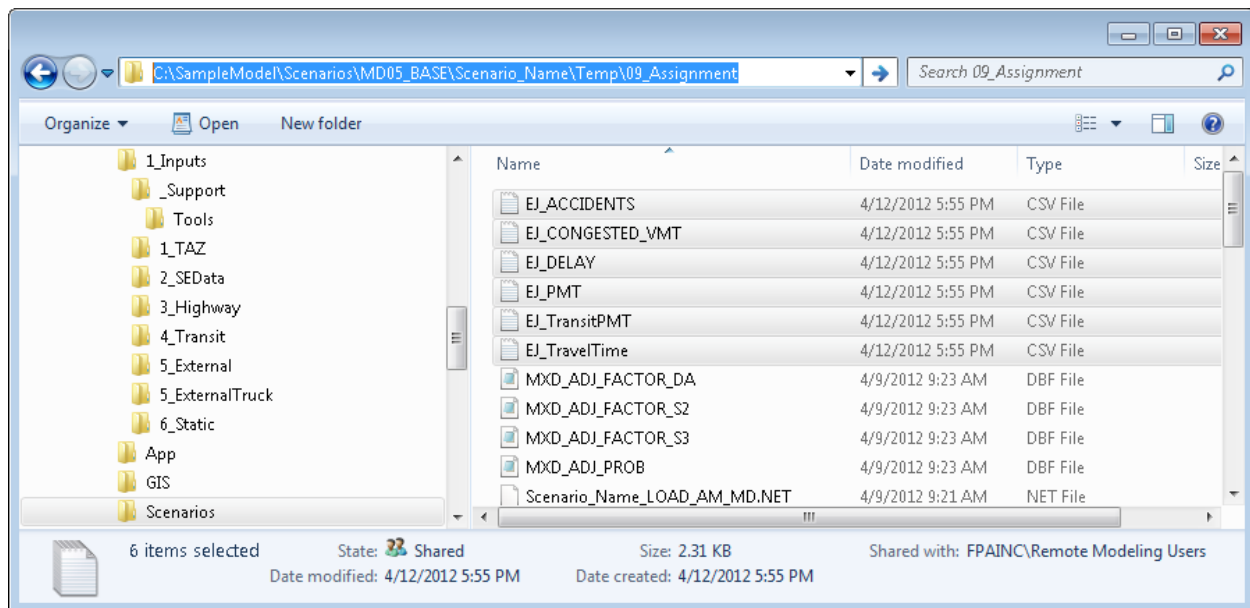 C:\SampleModel\Scenarios\MD05_BASE\Scenario_Name\Temp\09_Assignment
Search 09_Assignment
Organize
Open
New folder
1_Inputs
_Support
Tools
1_TAZ
2_SEData
3_Highway
4_Transit
5_External
5_ExternalTruck
6_Static
App
GIS
Scenarios
Name Date modified Type Size
EJ_ACCIDENTS 4/12/2012 5:55 PM CSV File
EJ_CONGESTED_VMT 4/12/2012 5:55 PM CSV File
EJ_DELAY 4/12/2012 5:55 PM CSV File
EJ_PMT 4/12/2012 5:55 PM CSV File
EJ_TransitPMT 4/12/2012 5:55 PM CSV File
EJ_TravelTime 4/12/2012 5:55 PM CSV File
MXD_ADJ_FACTOR_DA 4/9/2012 9:23 AM DBF File
MXD_ADJ_FACTOR_S2 4/9/2012 9:23 AM DBF File
MXD_ADJ_FACTOR_S3 4/9/2012 9:23 AM DBF File
MXD_ADJ_PROB 4/9/2012 9:23 AM DBF File
Scenario_Name_LOAD_AM_MD.NET 4/9/2012 9:21 AM NET File
6 items selected State: Shared Size: 2.31 KB Shared with: FPAINC\Remote Modeling Users
Date modified: 4/12/2012 5:55 PM Date created: 4/12/2012 5:55 PM